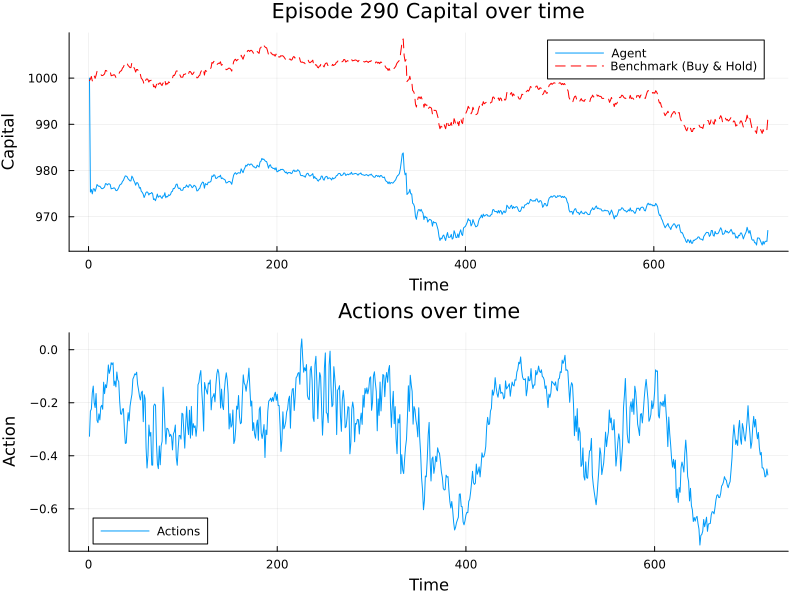 Episode 290 Capital over time
Agent
Benchmark (Buy & Hold)
1000
990
980
970
Capital
0 200 400 600
Time
Actions over time
0.0
−0.2
−0.4
−0.6
Action
Actions
0 200 400 600
Time